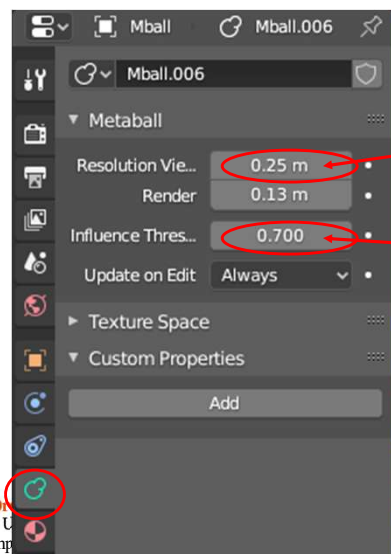 Mball Mball.006
Mball.006
Metaball
Resolution Vie... 0.25 m
Render 0.13 m
Influence Thres... 0.700
Update on Edit Always
Texture Space
Custom Properties
Add
U